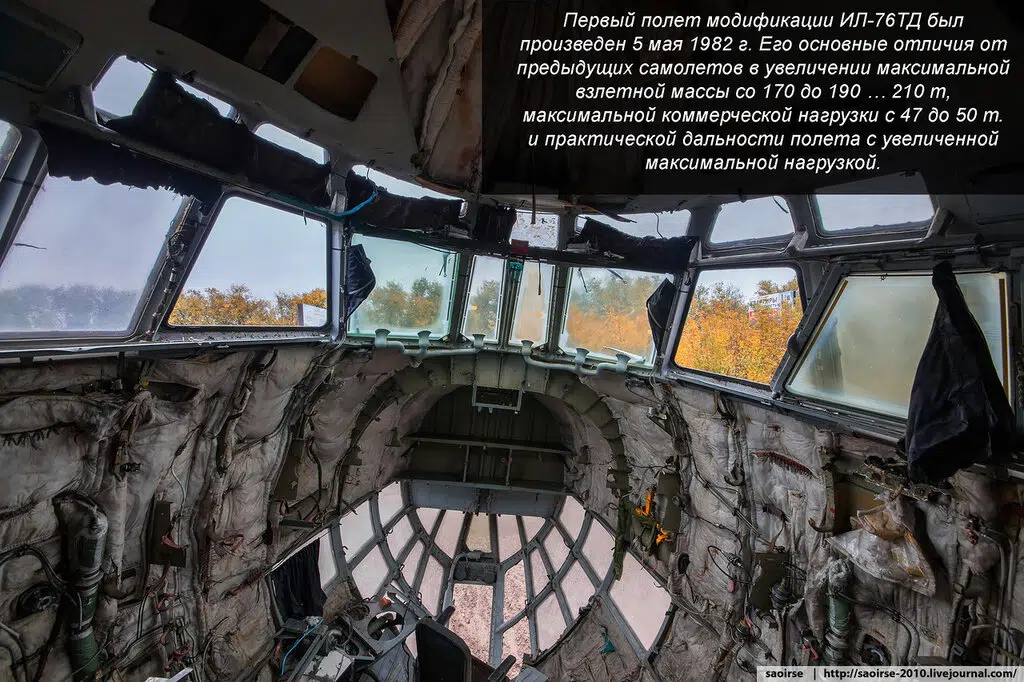 Первый полет модификации ИЛ-76ТД был
произведен 5 мая 1982 г. Его основные отличия от
предыдущих самолетов в увеличении максимальной
взлетной массы со 170 до 190 ... 210 т,
максимальной коммерческой нагрузки с 47 до 50 т.
и практической дальности полета с увеличенной
максимальной нагрузкой.
saoirse | http://saoirse-2010.livejournal.com/